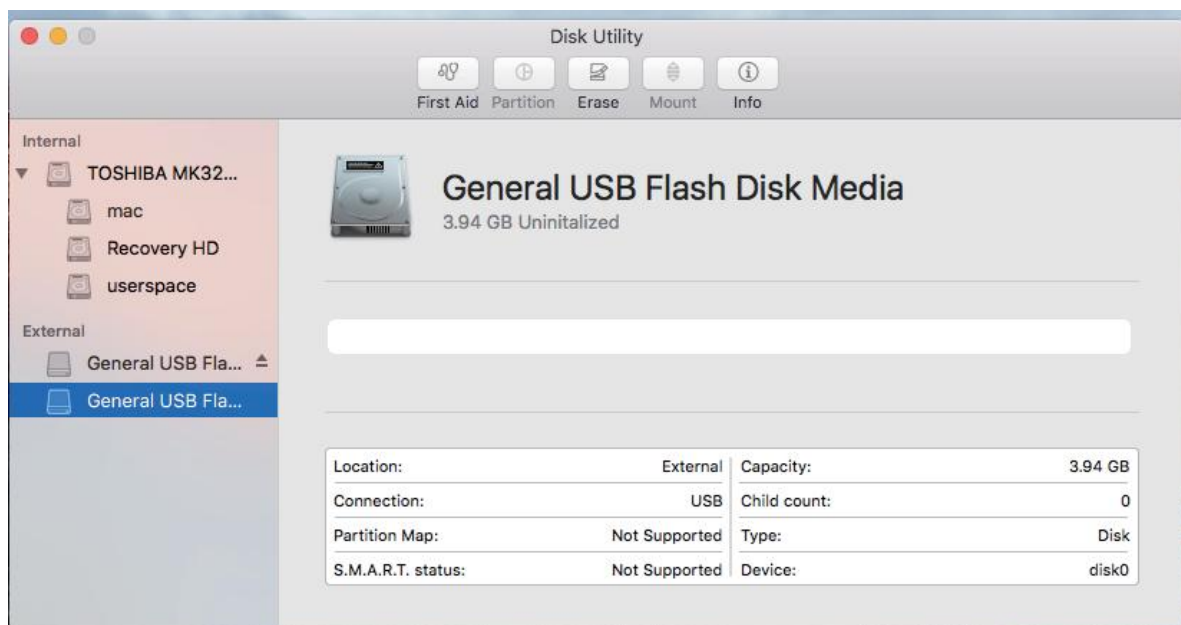 Disk Utility
First Aid Partition Erase Mount Info
Internal
TOSHIBA MK32...
mac
Recovery HD
userspace
External
General USB Fla...
General USB Fla...
General USB Flash Disk Media
3.94 GB Uninitalized
Location: External
Connection: USB
Partition Map: Not Supported
S.M.A.R.T. status: Not Supported
Capacity: 3.94 GB
Child count: 0
Type: Disk
Device: disk0